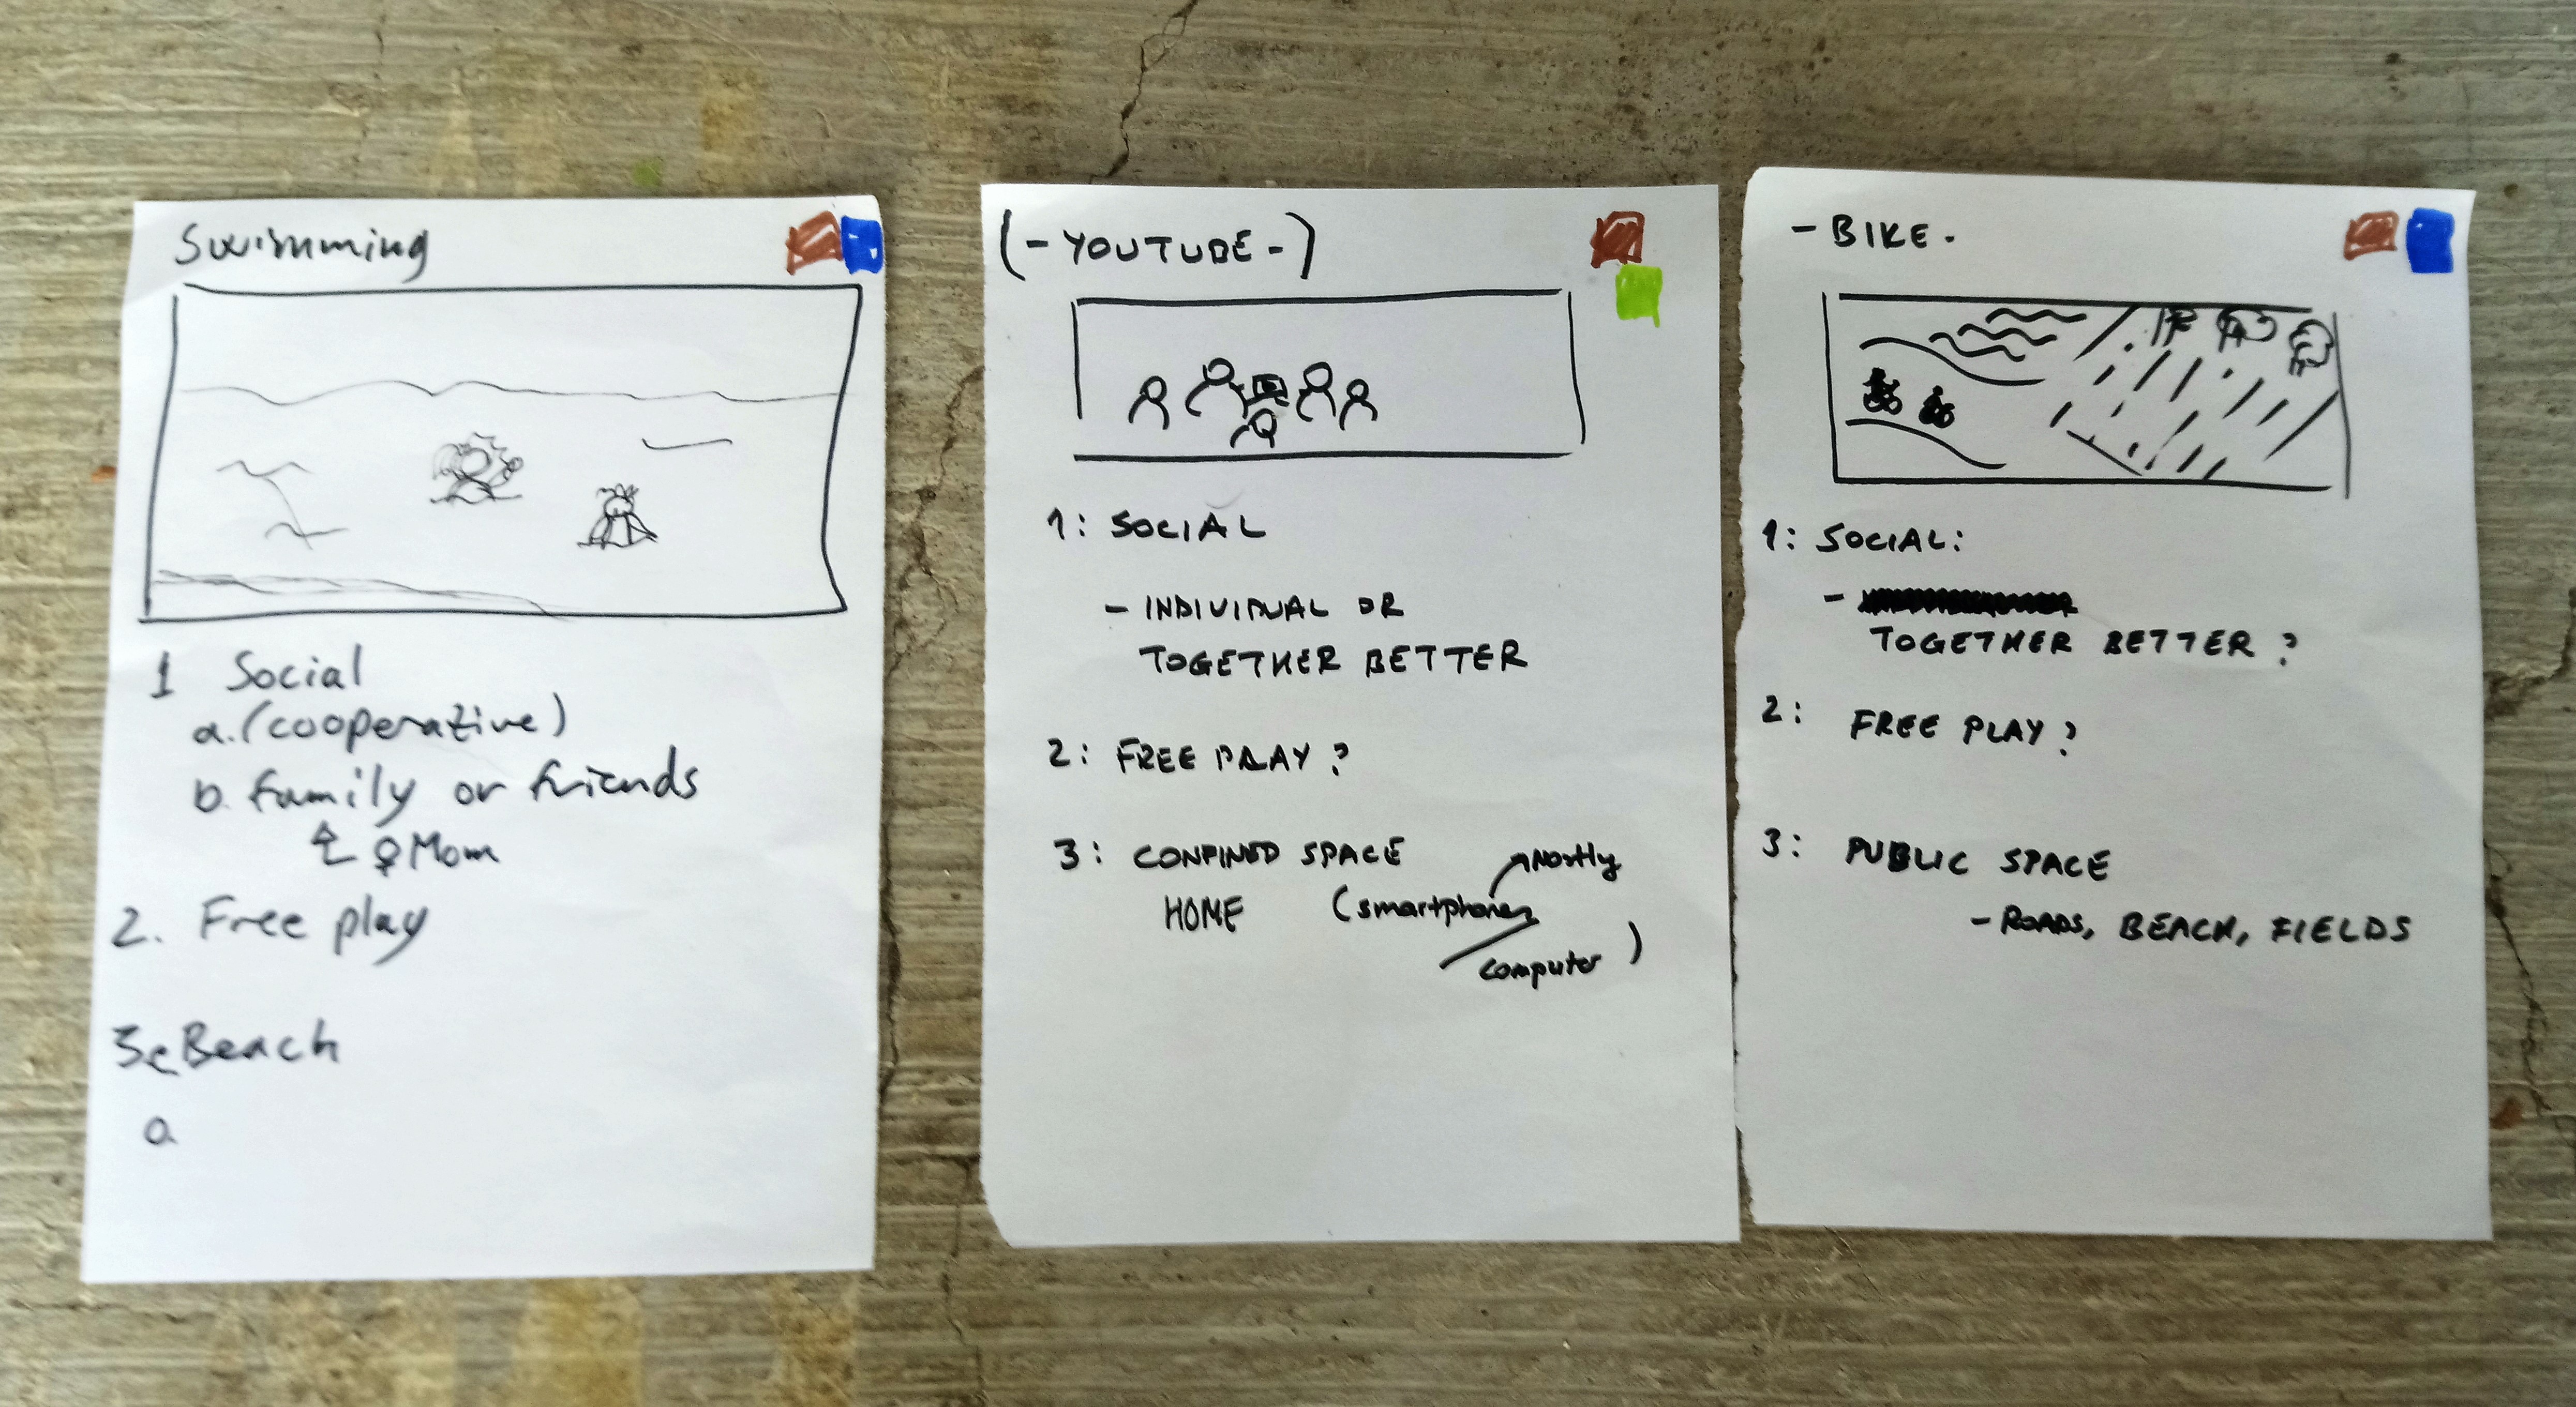 Swimming
1 Social
a. (cooperative)
b. family or friends
♀ Mom
2. Free play
3 Beach
a
(- YOUTUBE -)
1: SOCIAL
- INDIVIDUAL OR
TOGETHER BETTER
2: FREE PLAY ?
3: CONFINED SPACE
mostly
HOME (smartphones
computer )
- BIKE -
1: SOCIAL:
-
TOGETHER BETTER ?
2: FREE PLAY ?
3: PUBLIC SPACE
- ROADS, BEACH, FIELDS